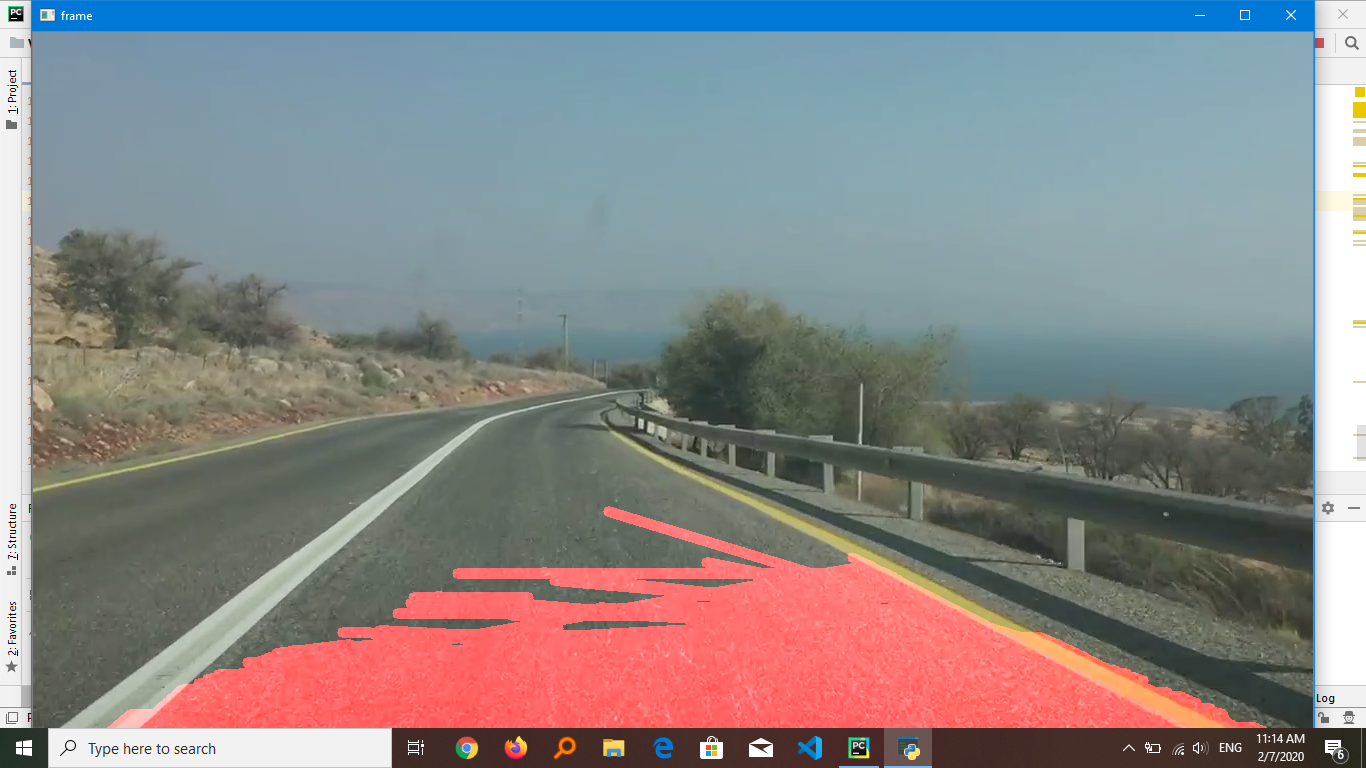 frame
1: Project
7: Structure
2: Favorites
Log
Type here to search
ENG
11:14 AM
2/7/2020
6